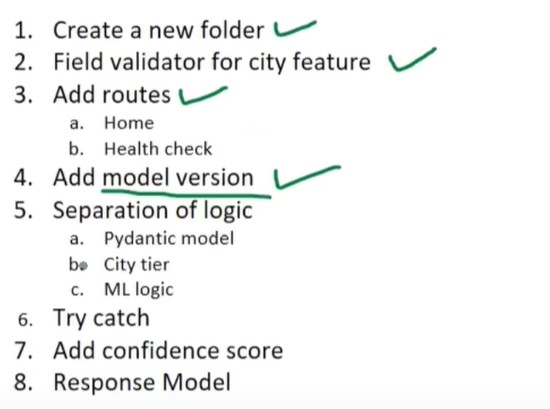 1. Create a new folder
2. Field validator for city feature
3. Add routes
a. Home
b. Health check
4. Add model version
5. Separation of logic
a. Pydantic model
b. City tier
c. ML logic
6. Try catch
7. Add confidence score
8. Response Model